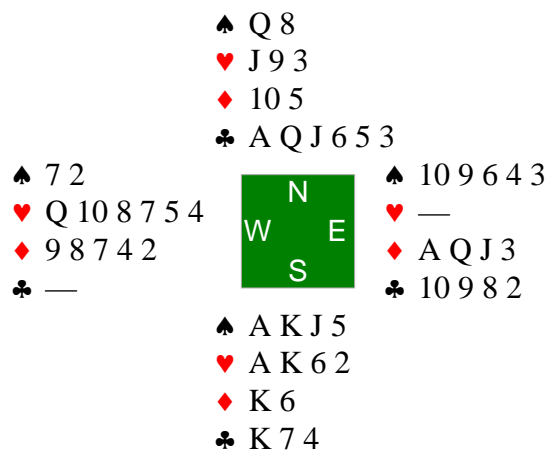 ♠ Q 8
♥ J 9 3
♦ 10 5
♣ A Q J 6 5 3
♠ 7 2
♥ Q 10 8 7 5 4
♦ 9 8 7 4 2
♣ —
N
W E
S
♠ 10 9 6 4 3
♥ —
♦ A Q J 3
♣ 10 9 8 2
♠ A K J 5
♥ A K 6 2
♦ K 6
♣ K 7 4